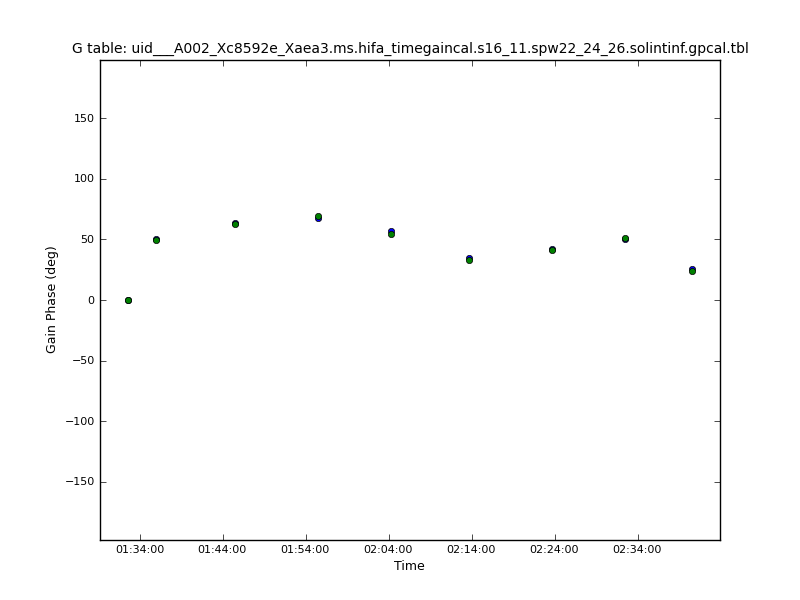 G table: uid___A002_Xc8592e_Xaea3.ms.hifa_timegaincal.s16_11.spw22_24_26.solintinf.gpcal.tbl
150
100
50
0
−50
−100
−150
Gain Phase (deg)
01:34:00 01:44:00 01:54:00 02:04:00 02:14:00 02:24:00 02:34:00
Time